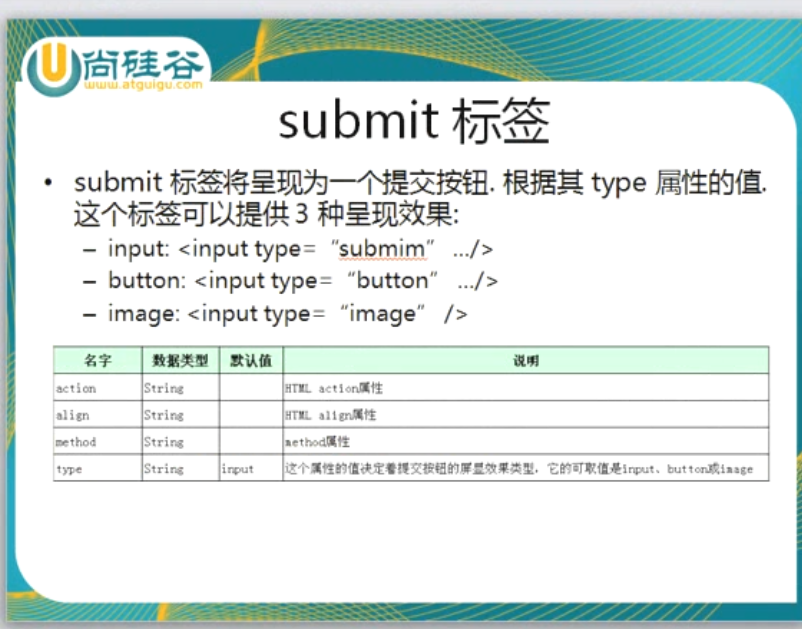 尚硅谷
www.atguigu.com
submit 标签
• submit 标签将呈现为一个提交按钮. 根据其 type 属性的值.
这个标签可以提供 3 种呈现效果:
– input: <input type= “submim” .../>
– button: <input type= “button” .../>
– image: <input type= “image” />
名字 数据类型 默认值 说明
action String HTML action属性
align String HTML align属性
method String method属性
type String input 这个属性的值决定着提交按钮的屏显效果类型，它的可取值是input、button或image